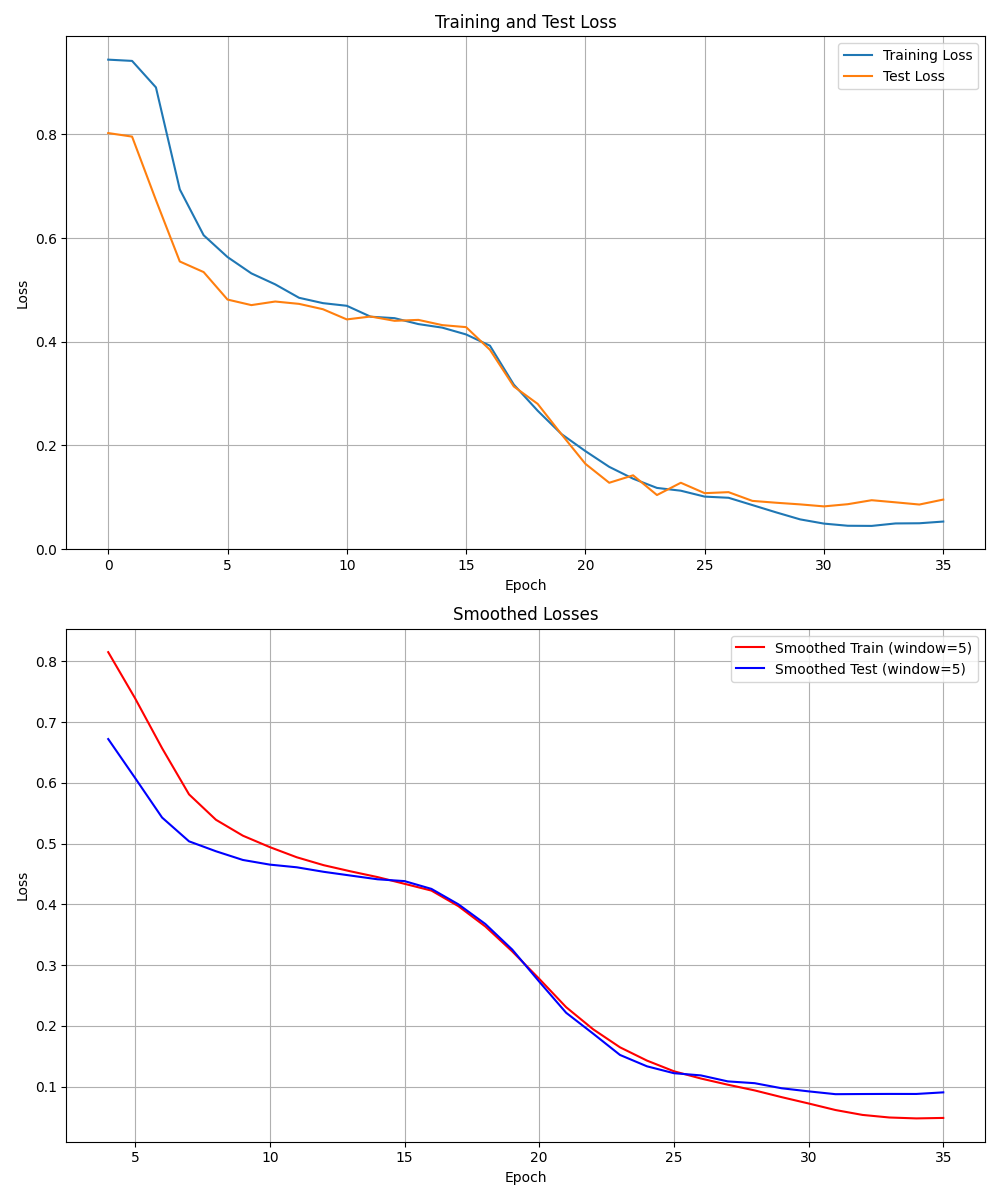 Training and Test Loss
Training Loss
Test Loss
Loss
0.8
0.6
0.4
0.2
0.0
0 5 10 15 20 25 30 35
Epoch
Smoothed Losses
Smoothed Train (window=5)
Smoothed Test (window=5)
Loss
0.8
0.7
0.6
0.5
0.4
0.3
0.2
0.1
5 10 15 20 25 30 35
Epoch